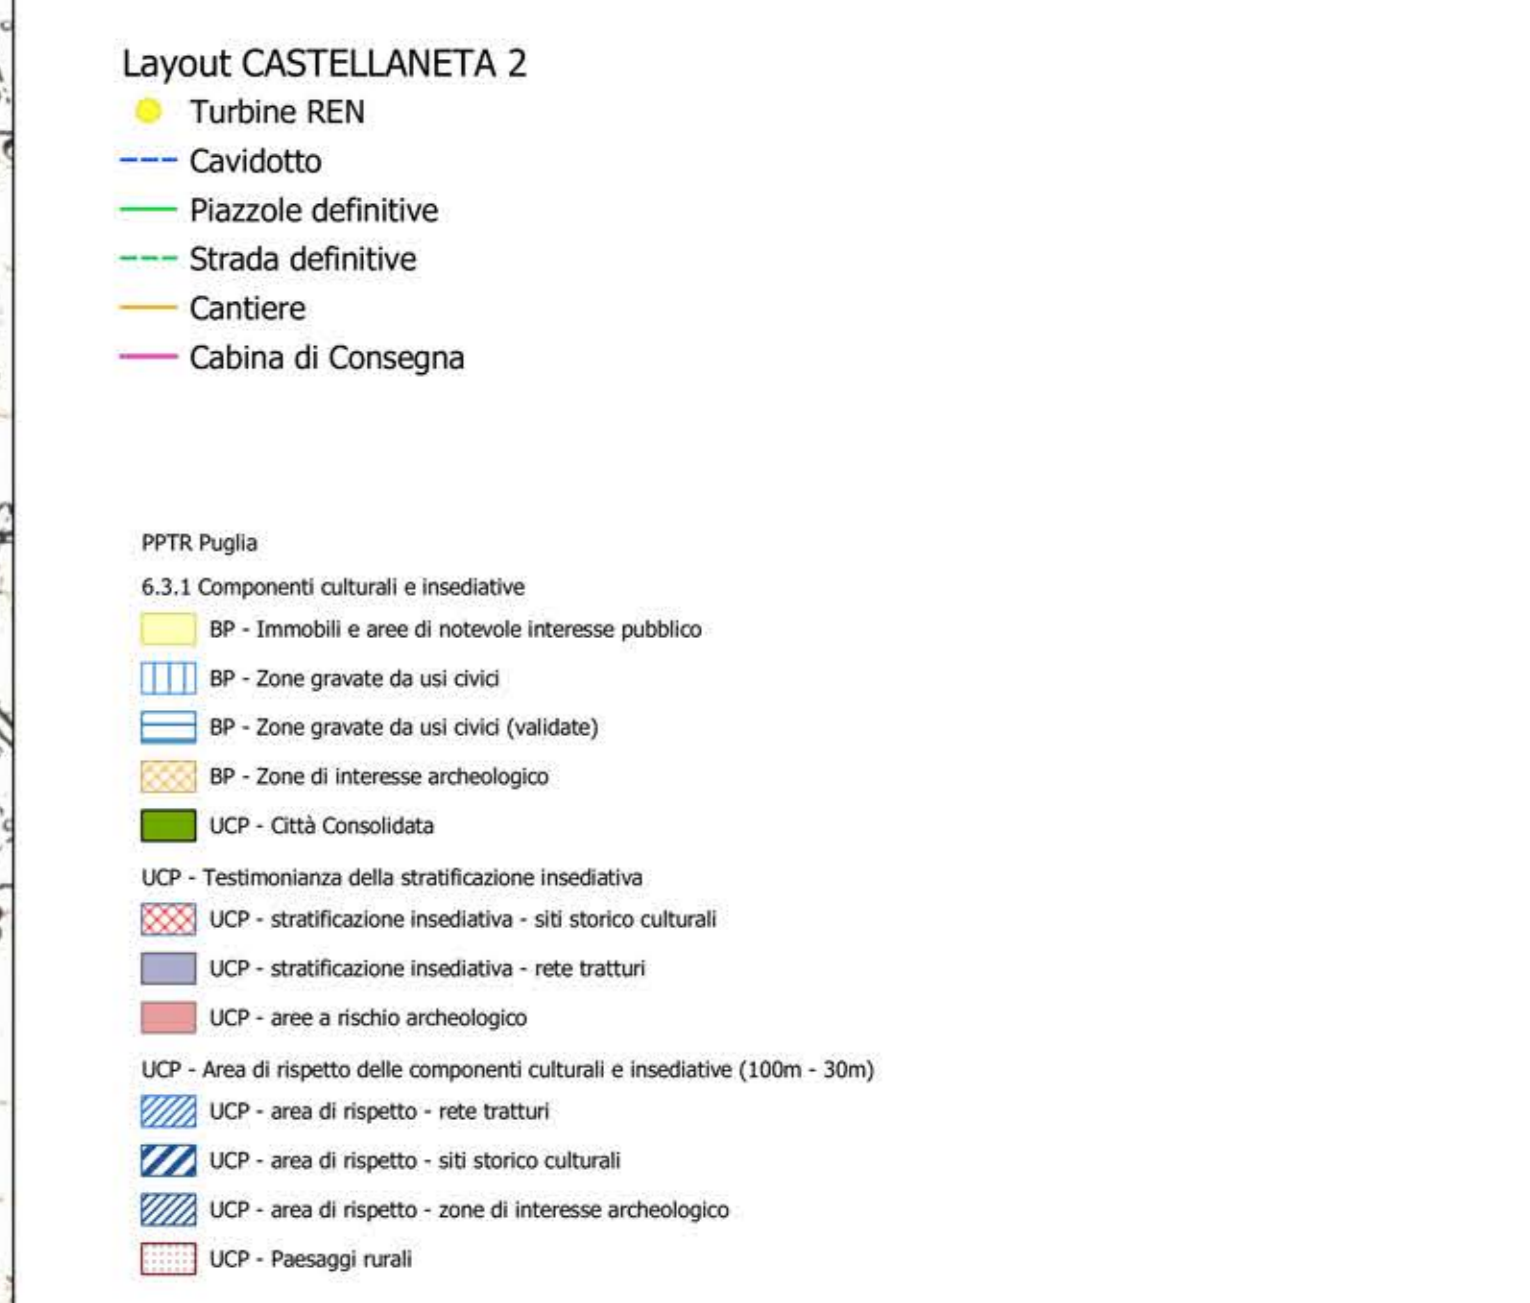 Layout CASTELLANETA 2
Turbine REN
Cavidotto
Piazzole definitive
Strada definitive
Cantiere
Cabina di Consegna
PPTR Puglia
6.3.1 Componenti culturali e insediative
BP - Immobili e aree di notevole interesse pubblico
BP - Zone gravate da usi civici
BP - Zone gravate da usi civici (validate)
BP - Zone di interesse archeologico
UCP - Città Consolidata
UCP - Testimonianza della stratificazione insediativa
UCP - stratificazione insediativa - siti storico culturali
UCP - stratificazione insediativa - rete tratturi
UCP - aree a rischio archeologico
UCP - Area di rispetto delle componenti culturali e insediative (100m - 30m)
UCP - area di rispetto - rete tratturi
UCP - area di rispetto - siti storico culturali
UCP - area di rispetto - zone di interesse archeologico
UCP - Paesaggi rurali